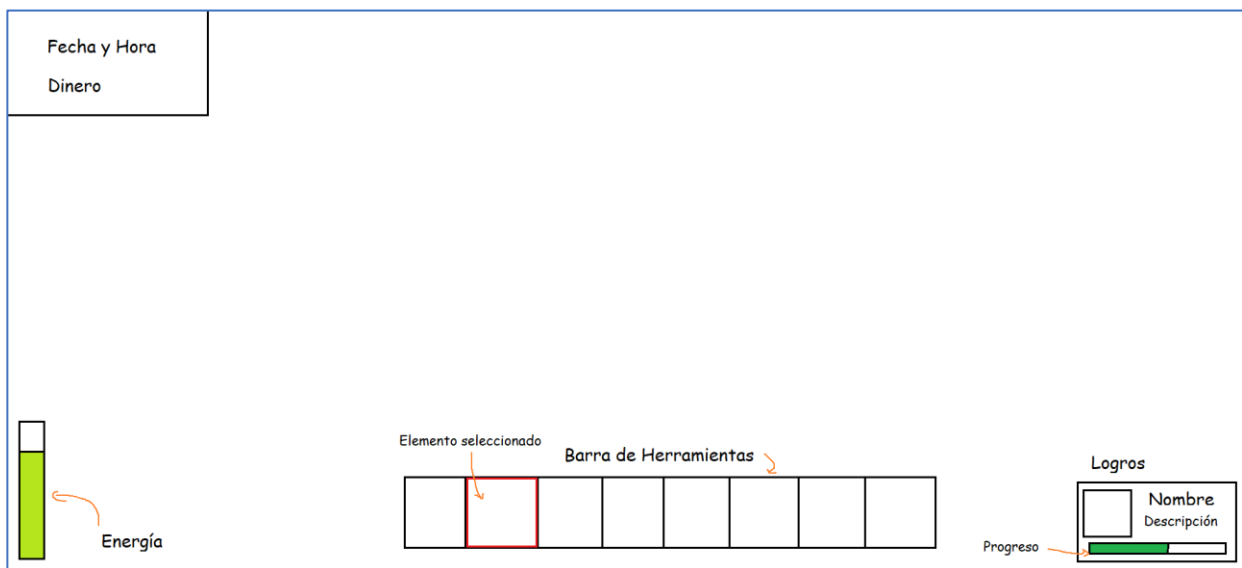 Fecha y Hora
Dinero
Elemento seleccionado
Barra de Herramientas
Logros
Nombre
Descripción
Progreso
Energía